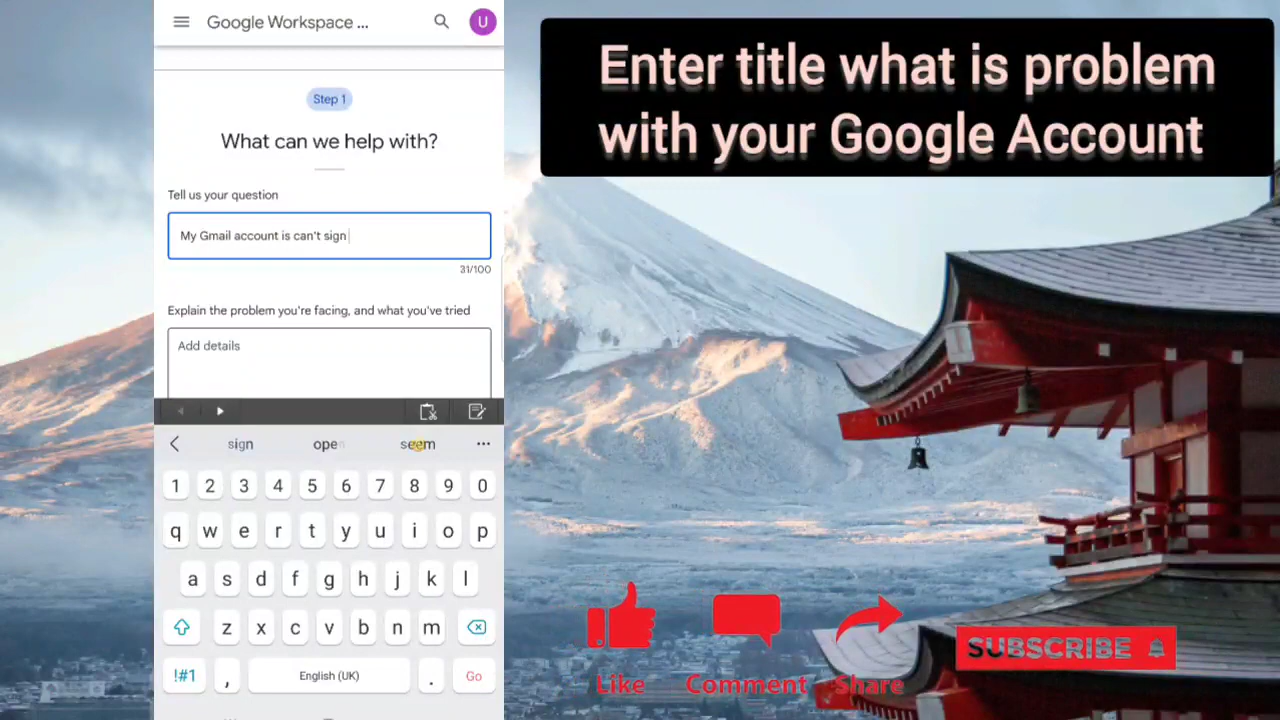 Google Workspace ...
U
Enter title what is problem
with your Google Account
Step 1
What can we help with?
Tell us your question
My Gmail account is can't sign
31/100
Explain the problem you're facing, and what you've tried
Add details
sign open seem ...
1 2 3 4 5 6 7 8 9 0
q w e r t y u i o p
a s d f g h j k l
z x c v b n m
!#1 , English (UK) . Go
SUBSCRIBE
Like Comment Share